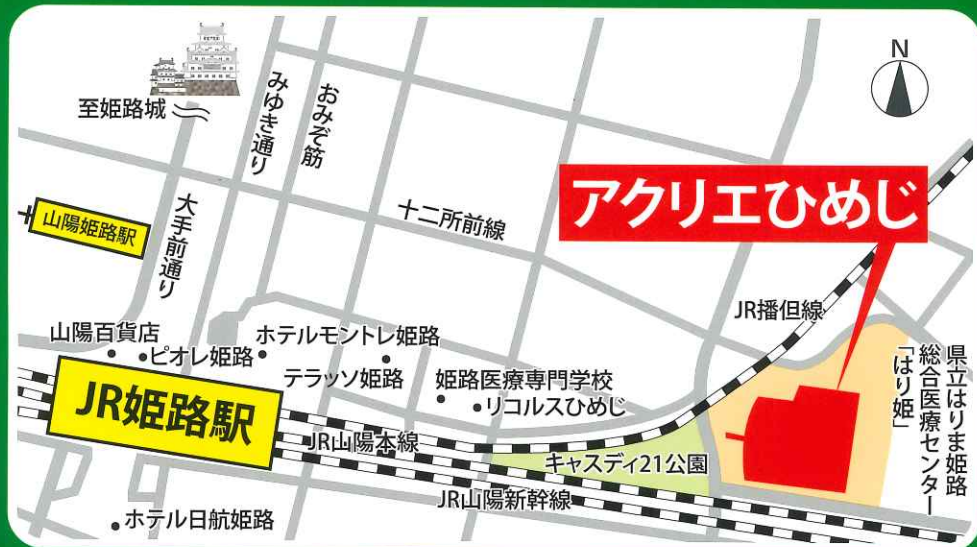 N
至姫路城
みゆき通り
おみぞ筋
アクリエひめじ
山陽姫路駅
大手前通り
十二所前線
JR播但線
山陽百貨店
ピオレ姫路
ホテルモントレ姫路
テラッソ姫路
姫路医療専門学校
リコルスひめじ
県立はりま姫路
総合医療センター
「はり姫」
JR姫路駅
JR山陽本線
キャスティ21公園
JR山陽新幹線
ホテル日航姫路